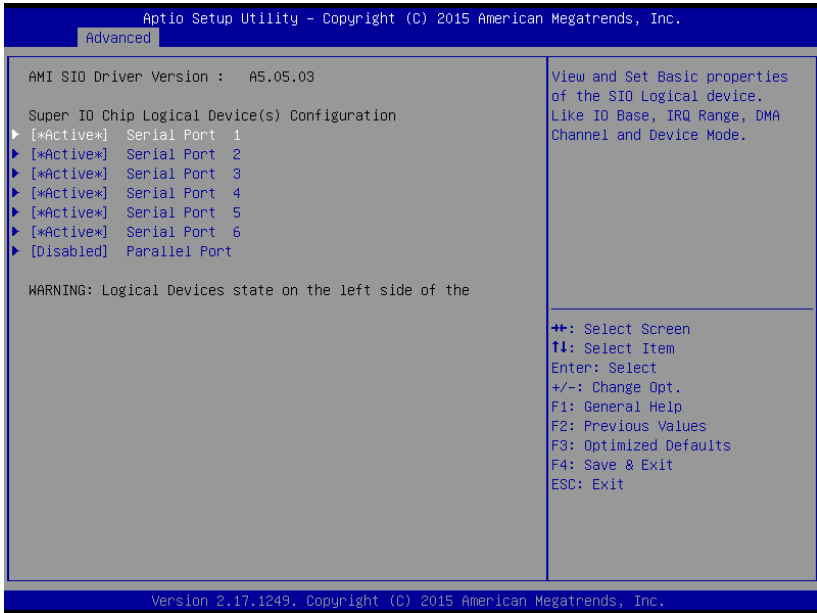 Aptio Setup Utility – Copyright (C) 2015 American Megatrends, Inc.
Advanced
AMI SIO Driver Version : A5.05.03
Super IO Chip Logical Device(s) Configuration
[*Active*] Serial Port 1
[*Active*] Serial Port 2
[*Active*] Serial Port 3
[*Active*] Serial Port 4
[*Active*] Serial Port 5
[*Active*] Serial Port 6
[Disabled] Parallel Port
WARNING: Logical Devices state on the left side of the
View and Set Basic properties
of the SIO Logical device.
Like IO Base, IRQ Range, DMA
Channel and Device Mode.
→←: Select Screen
↑↓: Select Item
Enter: Select
+/-: Change Opt.
F1: General Help
F2: Previous Values
F3: Optimized Defaults
F4: Save & Exit
ESC: Exit
Version 2.17.1249. Copyright (C) 2015 American Megatrends, Inc.